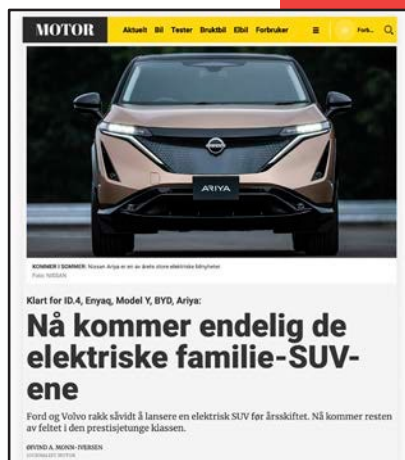 MOTOR
Aktuelt Bil Tester Bruktbil Elbil Forbruker Forb...
ARIYA
KOMMER I SOMMER: Nissan Ariya er en av årets store elektriske bilnyheter.
Foto: NISSAN
Klart for ID.4, Enyaq, Model Y, BYD, Ariya:
Nå kommer endelig de
elektriske familie-SUV-
ene
Ford og Volvo rakk såvidt å lansere en elektrisk SUV før årsskiftet. Nå kommer resten
av feltet i den prestisjetunge klassen.
ØIVIND A. MONN-IVERSEN
JOURNALIST MOTOR